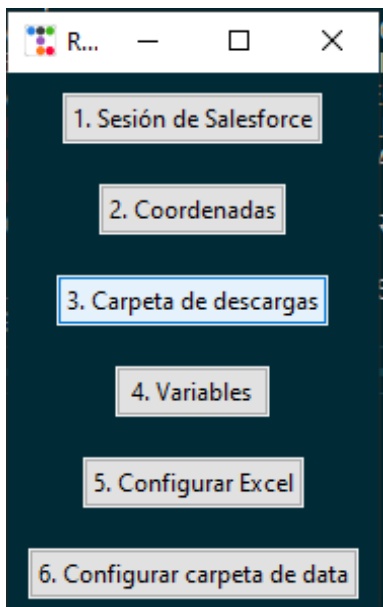 R...
1. Sesión de Salesforce
2. Coordenadas
3. Carpeta de descargas
4. Variables
5. Configurar Excel
6. Configurar carpeta de data